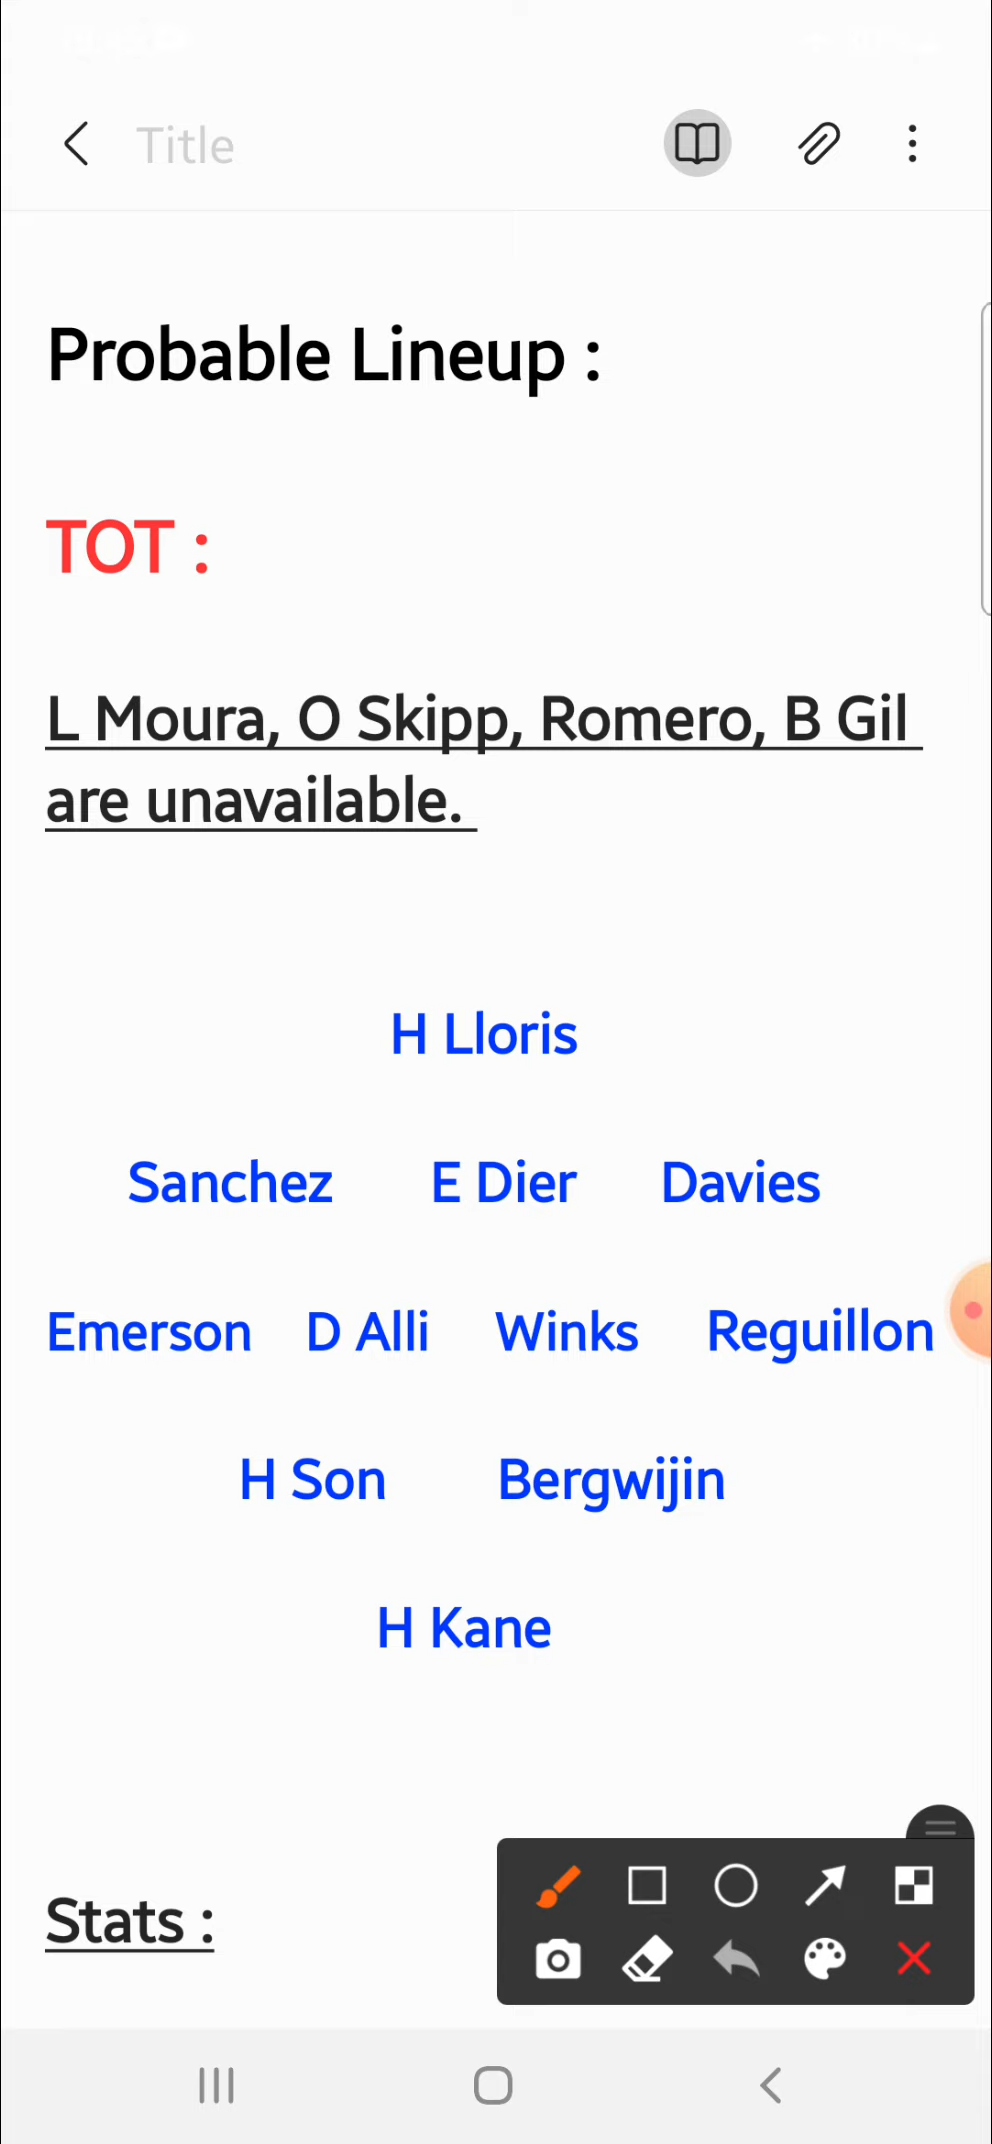 Title
Probable Lineup :
TOT :
L Moura, O Skipp, Romero, B Gil
are unavailable.
H Lloris
Sanchez E Dier Davies
Emerson D Alli Winks Reguillon
H Son Bergwijin
H Kane
Stats :